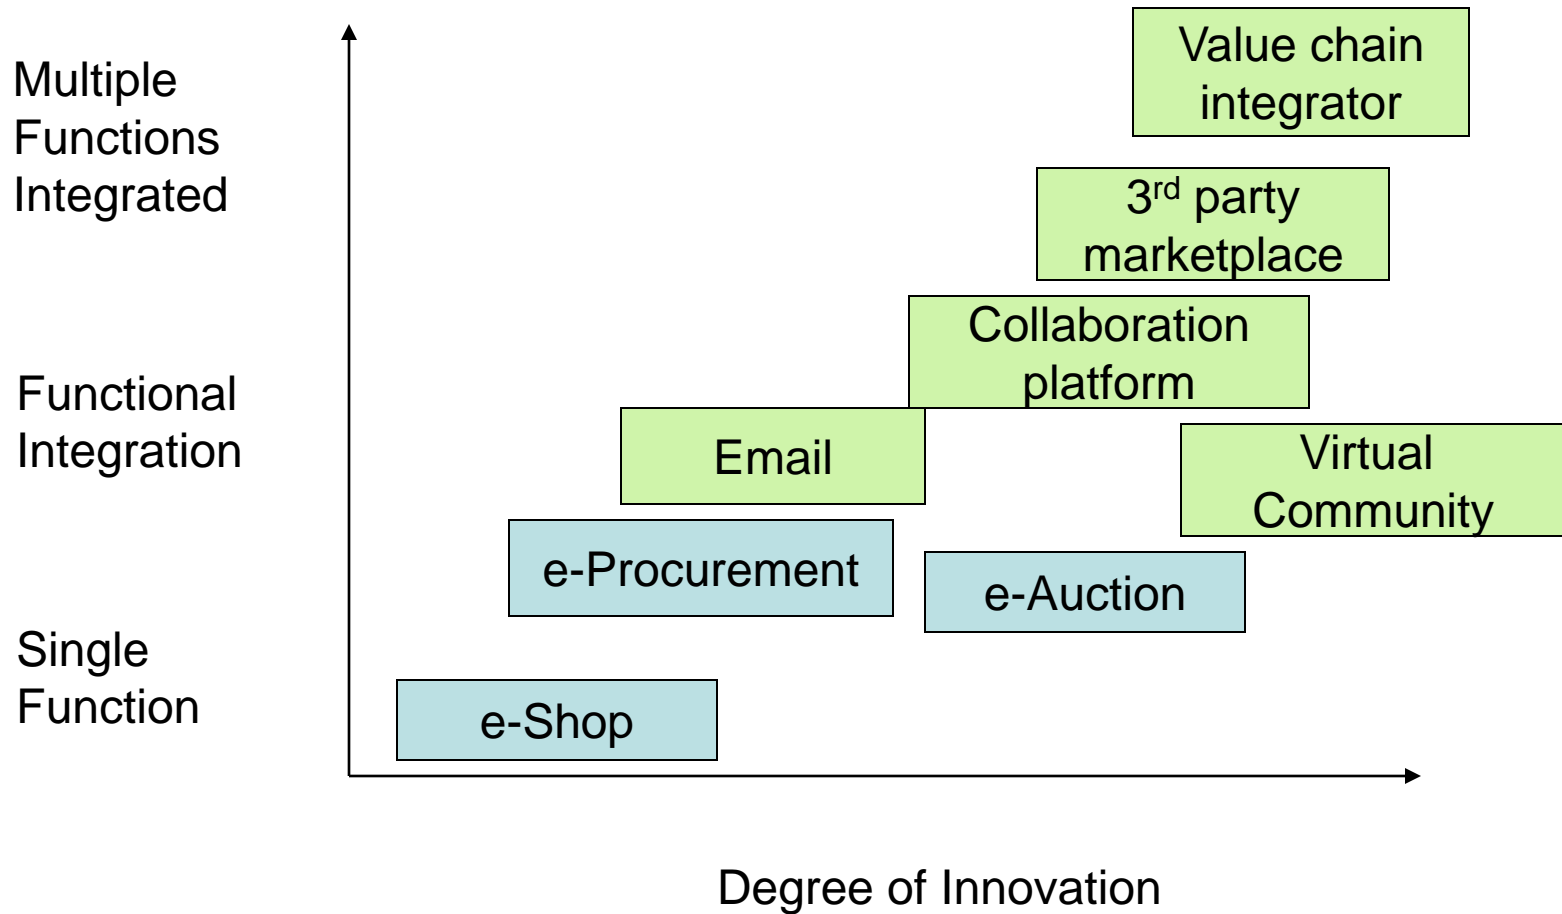 Value chain
integrator
Multiple
Functions
Integrated
3rd party
marketplace
Collaboration
platform
Functional
Integration
Email
Virtual
Community
e-Procurement
e-Auction
Single
Function
e-Shop
Degree of Innovation